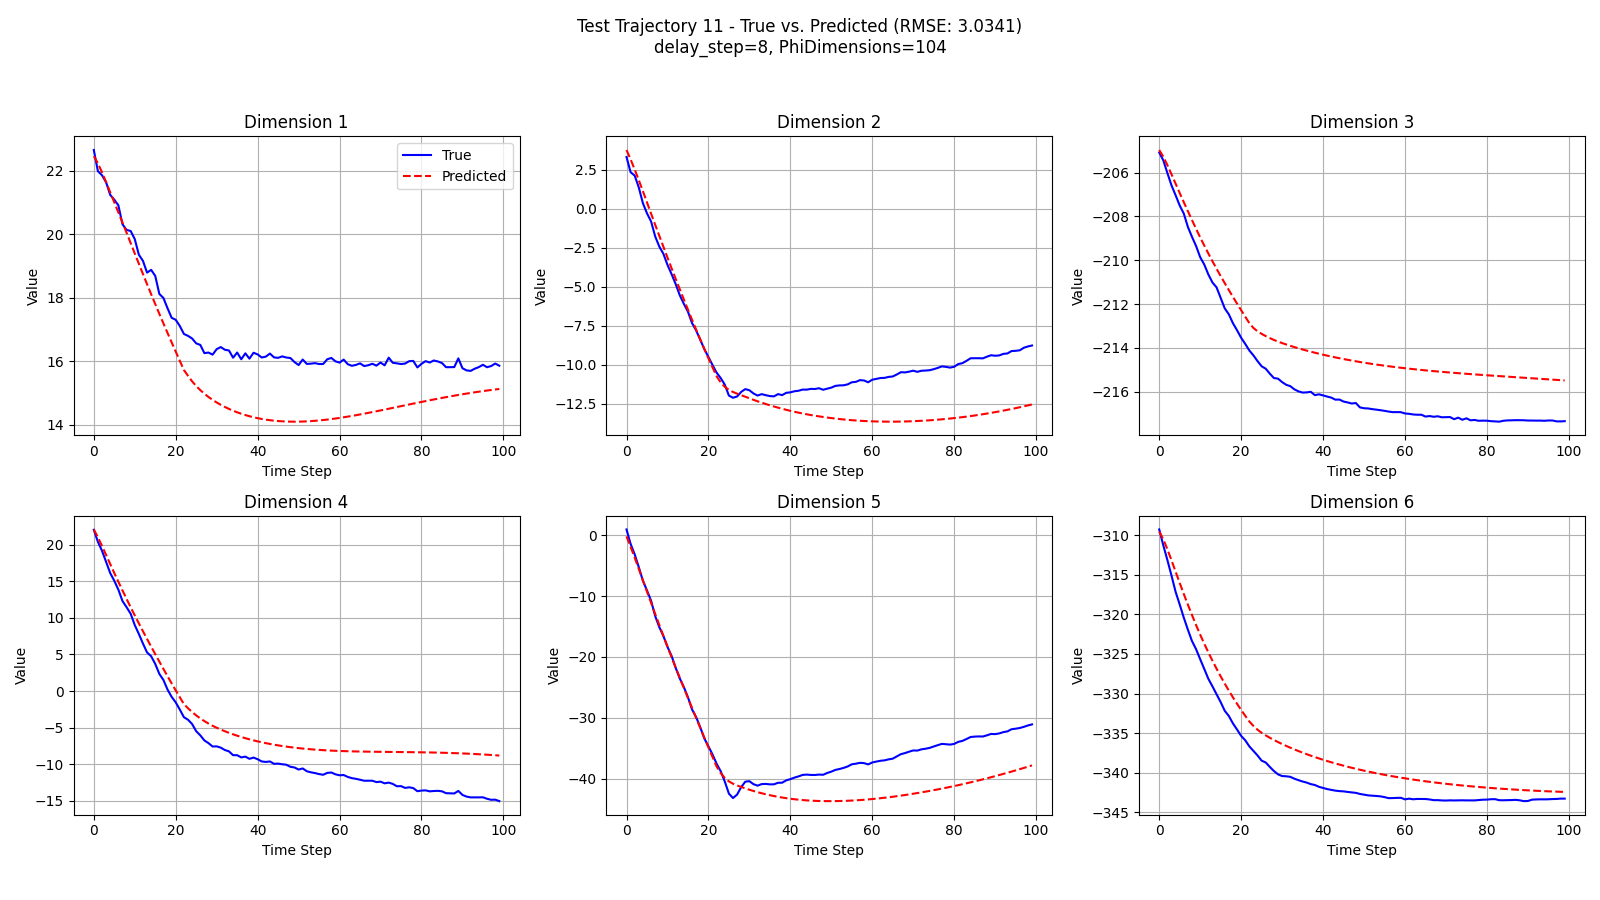 Test Trajectory 11 - True vs. Predicted (RMSE: 3.0341)
delay_step=8, PhiDimensions=104
Dimension 1
True
Predicted
22
20
18
16
14
Value
0 20 40 60 80 100
Time Step
Dimension 2
2.5
0.0
−2.5
−5.0
−7.5
−10.0
−12.5
Value
0 20 40 60 80 100
Time Step
Dimension 3
−206
−208
−210
−212
−214
−216
Value
0 20 40 60 80 100
Time Step
Dimension 4
20
15
10
5
0
−5
−10
−15
Value
0 20 40 60 80 100
Time Step
Dimension 5
0
−10
−20
−30
−40
Value
0 20 40 60 80 100
Time Step
Dimension 6
−310
−315
−320
−325
−330
−335
−340
−345
Value
0 20 40 60 80 100
Time Step